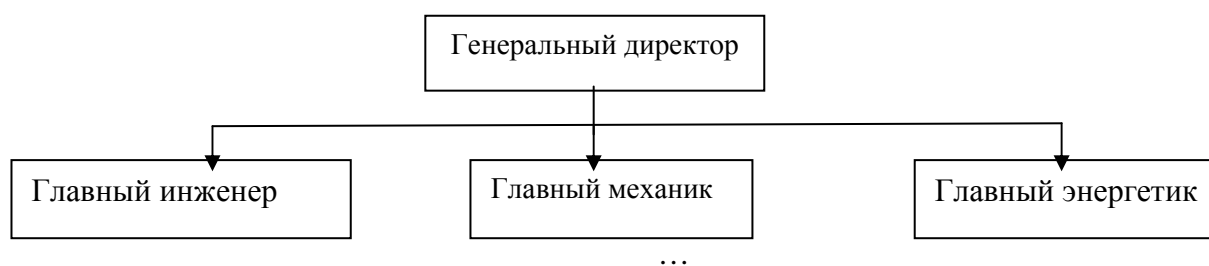 Генеральный директор
Главный инженер
Главный механик
Главный энергетик
…